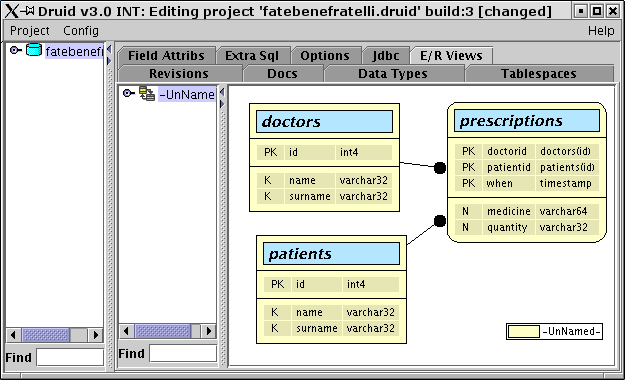 Druid v3.0 INT: Editing project 'fatebenefratelli.druid' build:3 [changed]
Project Config Help
fatebenefr
Field Attribs Extra Sql Options Jdbc E/R Views
Revisions Docs Data Types Tablespaces
-UnName
doctors
PK id int4
K name varchar32
K surname varchar32
prescriptions
PK doctorid doctors(id)
PK patientid patients(id)
PK when timestamp
N medicine varchar64
N quantity varchar32
patients
PK id int4
K name varchar32
K surname varchar32
-UnNamed-
Find
Find